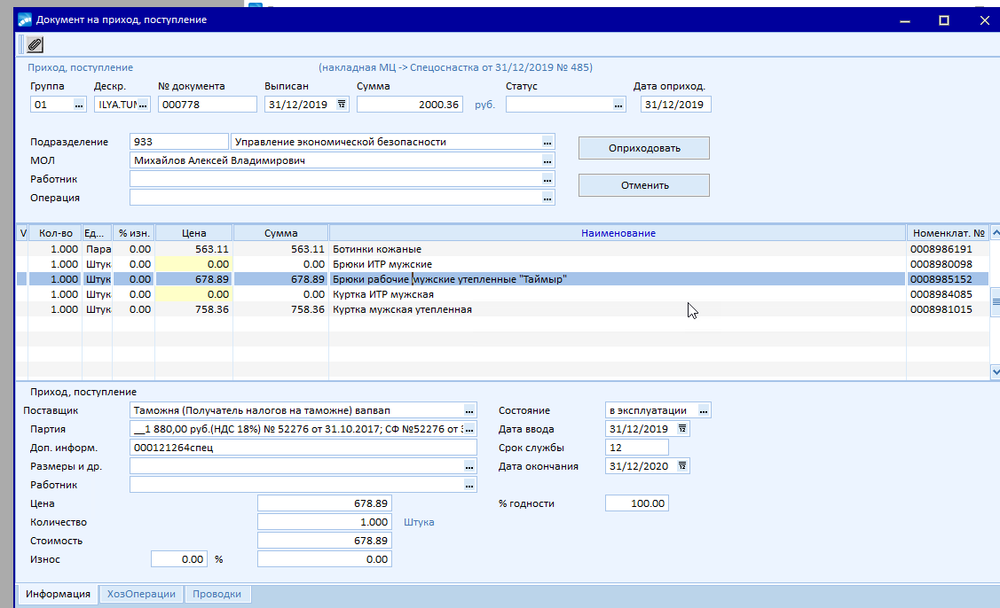 Документ на приход, поступление
Приход, поступление (накладная МЦ -> Спецоснастка от 31/12/2019 № 485)
Группа Дескр. № документа Выписан Сумма Статус Дата оприход.
01 ... ILYA.TUM ... 000778 31/12/2019 12 2000.36 руб. ... 31/12/2019
Подразделение 933 Управление экономической безопасности ... Оприходовать
МОЛ Михайлов Алексей Владимирович ...
Работник ... Отменить
Операция ...
V Кол-во Ед... % изн. Цена Сумма Наименование Номенклат. №
1.000 Пара 0.00 563.11 563.11 Ботинки кожаные 0008986191
1.000 Штук 0.00 0.00 0.00 Брюки ИТР мужские 0008980098
1.000 Штук 0.00 678.89 678.89 Брюки рабочие мужские утепленные "Таймыр" 0008985152
1.000 Штук 0.00 0.00 0.00 Куртка ИТР мужская 0008984085
1.000 Штук 0.00 758.36 758.36 Куртка мужская утепленная 0008981015
Приход, поступление
Поставщик Таможня (Получатель налогов на таможне) вапвап ... Состояние в эксплуатации ...
Партия __1 880,00 руб.(НДС 18%) № 52276 от 31.10.2017; СФ №52276 от ... Дата ввода 31/12/2019 12
Доп. информ. 000121264спец Срок службы 12
Размеры и др. ... Дата окончания 31/12/2020 12
Работник ...
Цена 678.89 % годности 100.00
Количество 1.000 Штука
Стоимость 678.89
Износ 0.00 % 0.00
Информация ХозОперации Проводки